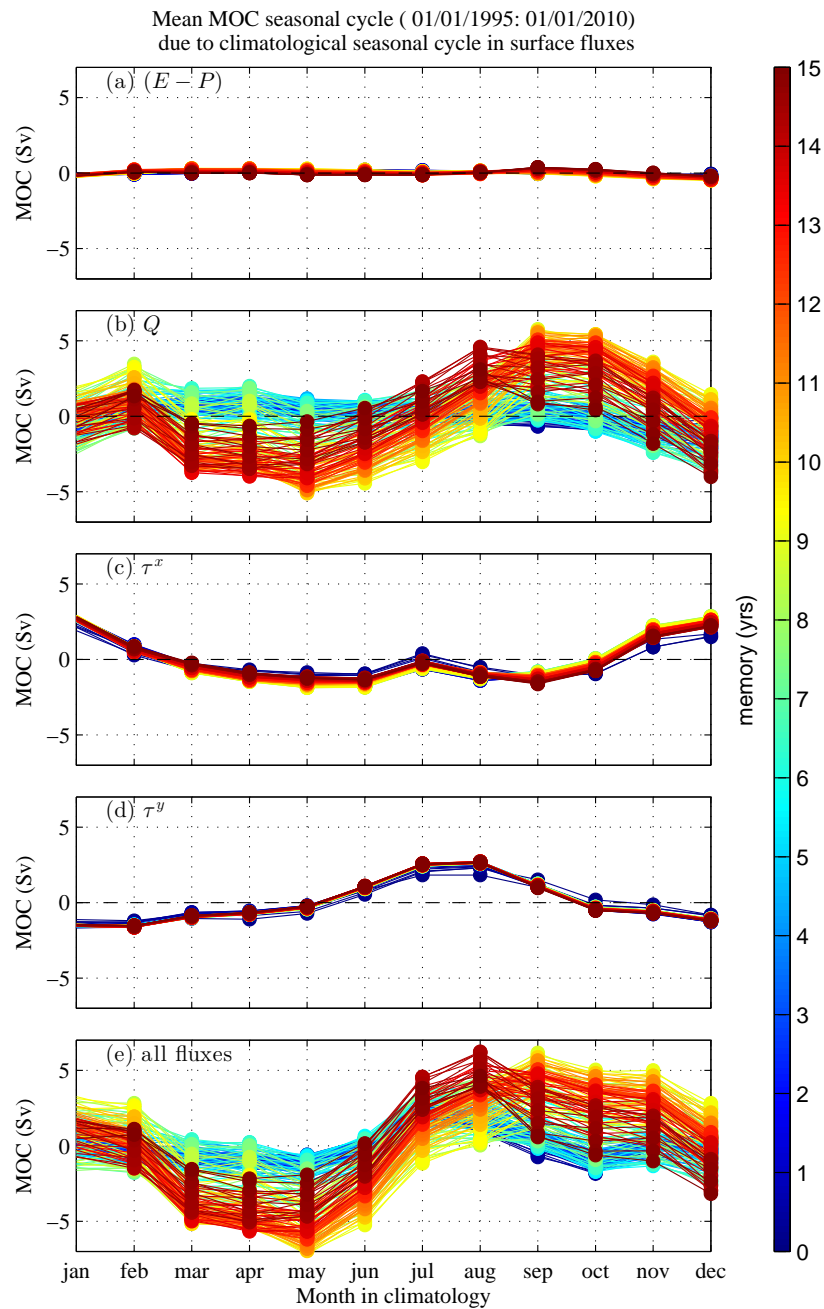 Mean MOC seasonal cycle ( 01/01/1995: 01/01/2010)
due to climatological seasonal cycle in surface fluxes
(a) (E − P)
MOC (Sv)
5
0
−5
(b) Q
MOC (Sv)
5
0
−5
(c) τ^x
MOC (Sv)
5
0
−5
(d) τ^y
MOC (Sv)
5
0
−5
(e) all fluxes
MOC (Sv)
5
0
−5
jan feb mar apr may jun jul aug sep oct nov dec
Month in climatology
15
14
13
12
11
10
9
8
7
6
5
4
3
2
1
0
memory (yrs)